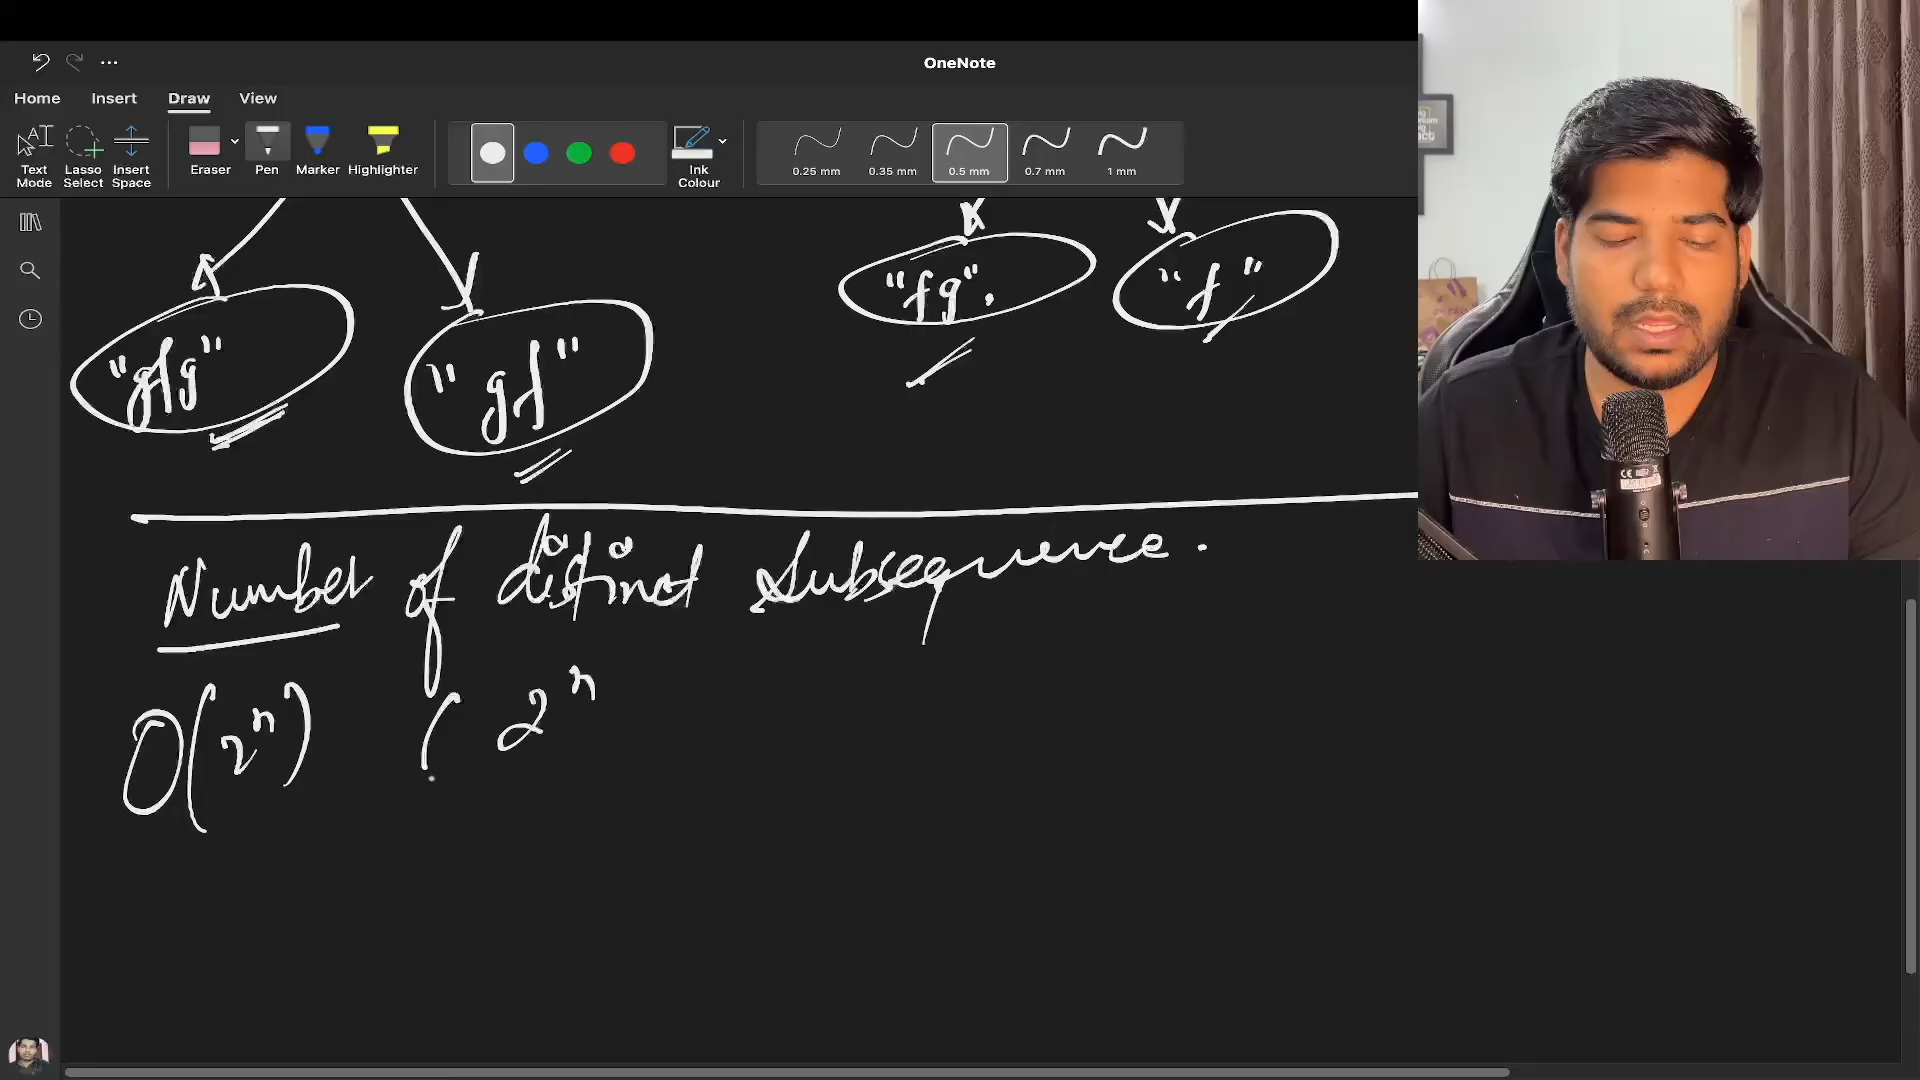 OneNote
Home Insert Draw View
Text Mode
Lasso Select
Insert Space
Eraser
Pen
Marker
Highlighter
Ink Colour
0.25 mm
0.35 mm
0.5 mm
0.7 mm
1 mm
"fg".
"f"
"gfg"
"gf"
Number of distinct Subsequence.
O(2ⁿ) ( 2ⁿ